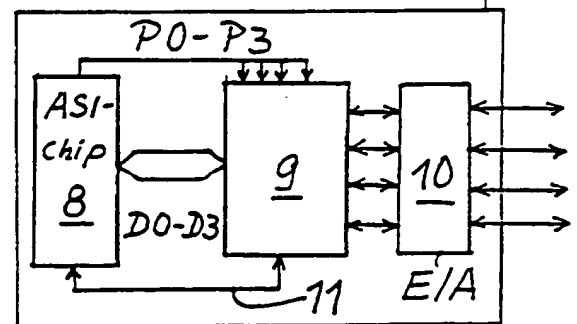 P0-P3
ASI-
chip
8
9
10
D0-D3
11
E/A